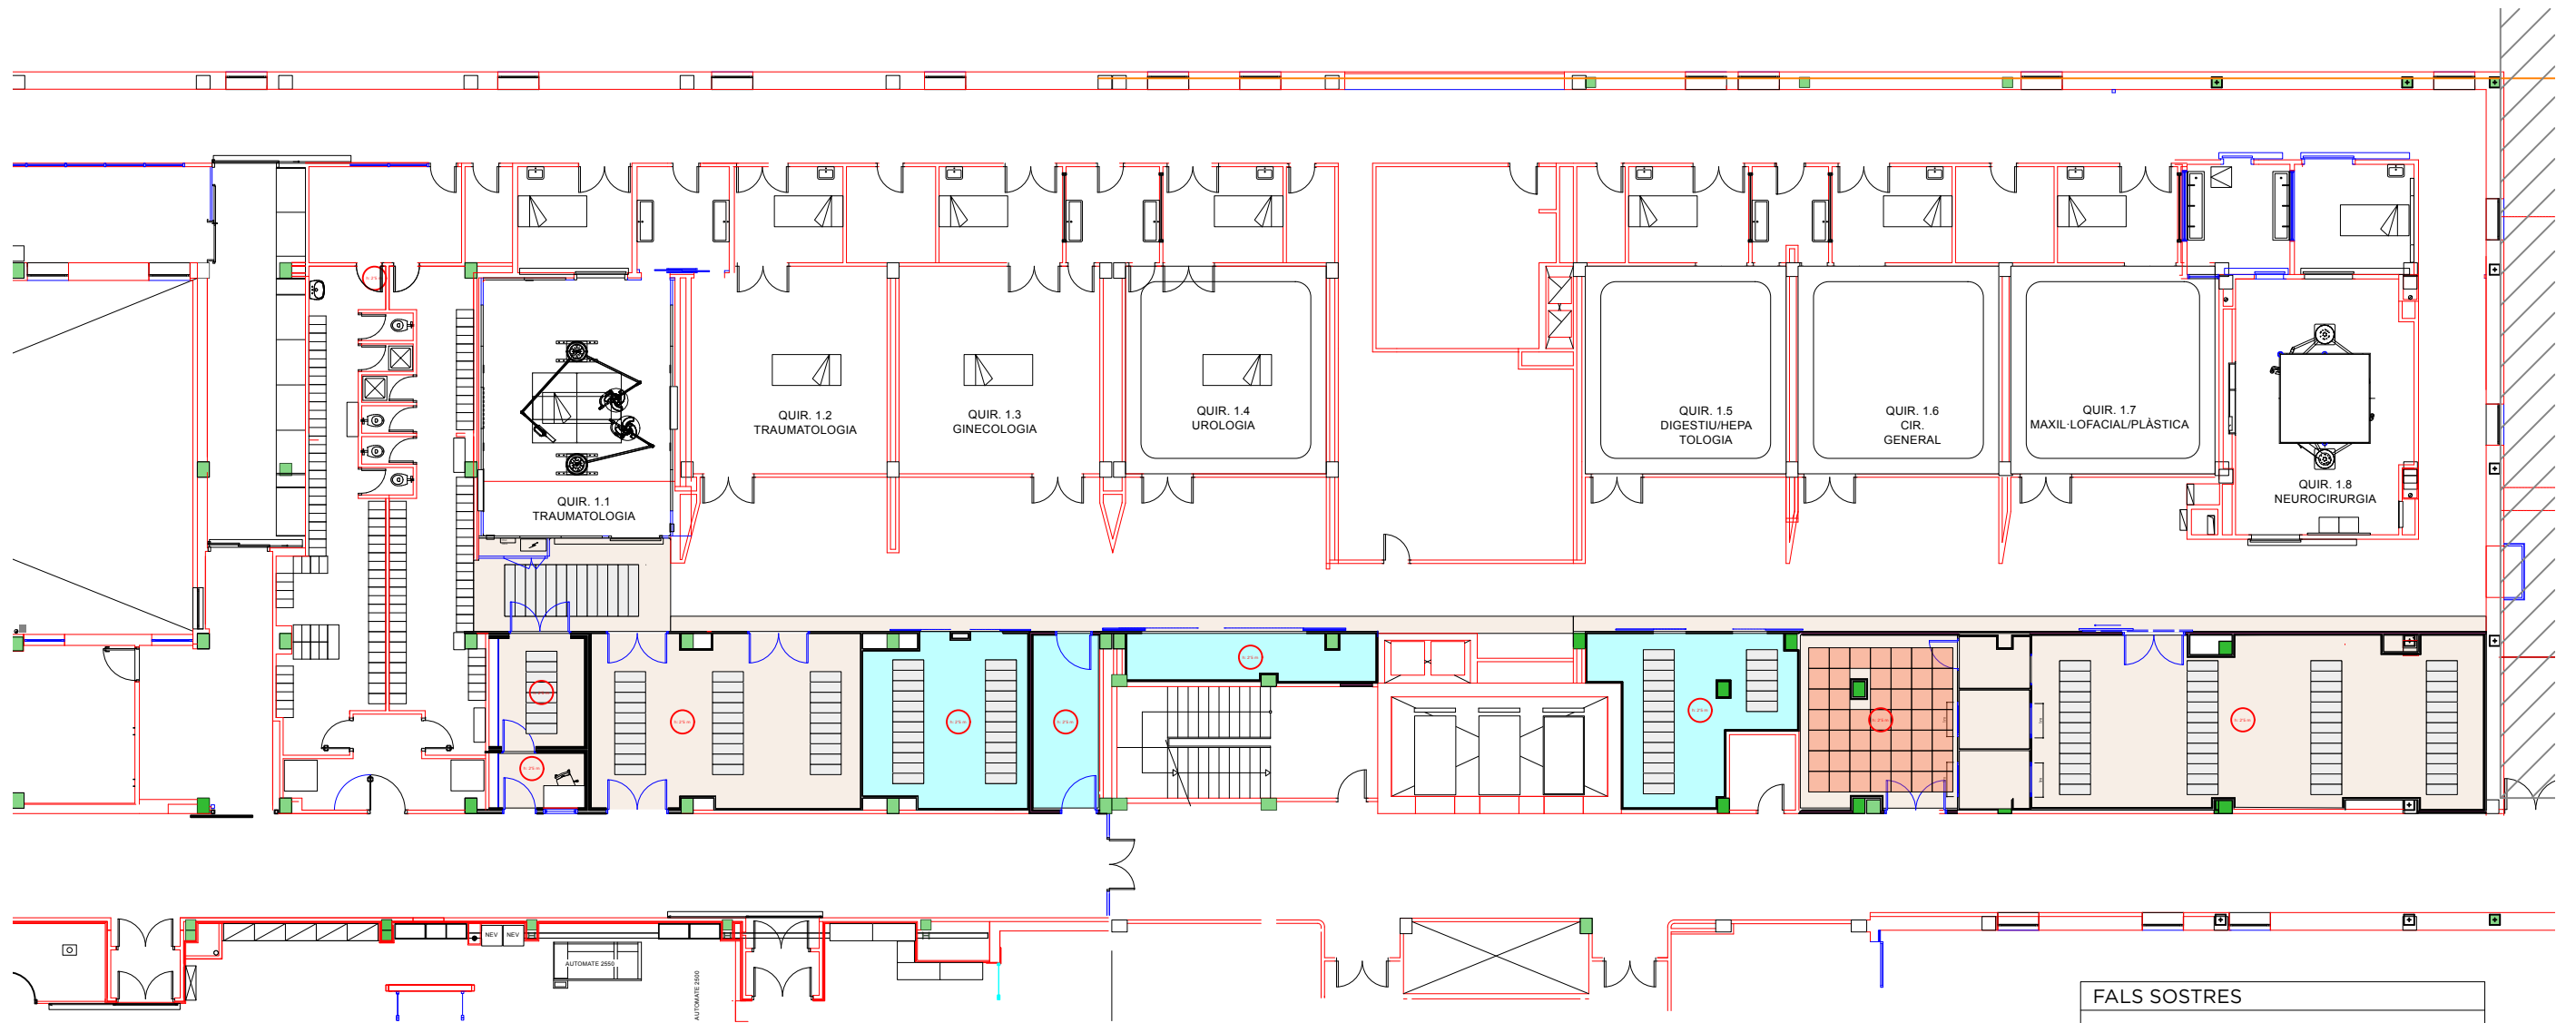 QUIR. 1.2
TRAUMATOLOGIA
QUIR. 1.3
GINECOLOGIA
QUIR. 1.4
UROLOGIA
QUIR. 1.5
DIGESTIU/HEPA
TOLOGIA
QUIR. 1.6
CIR.
GENERAL
QUIR. 1.7
MAXIL·LOFACIAL/PLÀSTICA
QUIR. 1.1
TRAUMATOLOGIA
QUIR. 1.8
NEUROCIRURGIA
NEV
NEV
AUTOMATE 2550
AUTOMATE 2500
FALS SOSTRES